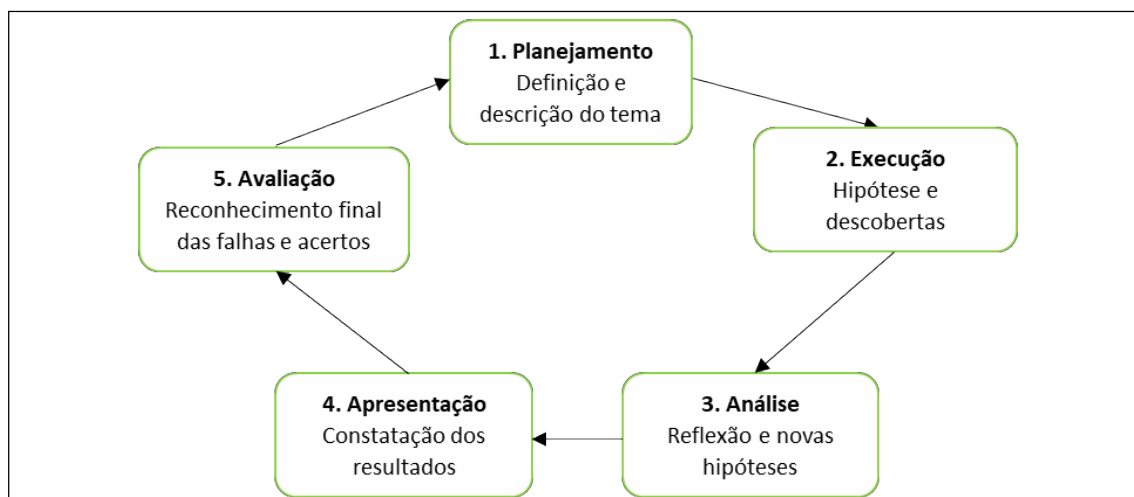 1. Planejamento
Definição e
descrição do tema
2. Execução
Hipótese e
descobertas
3. Análise
Reflexão e novas
hipóteses
4. Apresentação
Constatação dos
resultados
5. Avaliação
Reconhecimento final
das falhas e acertos